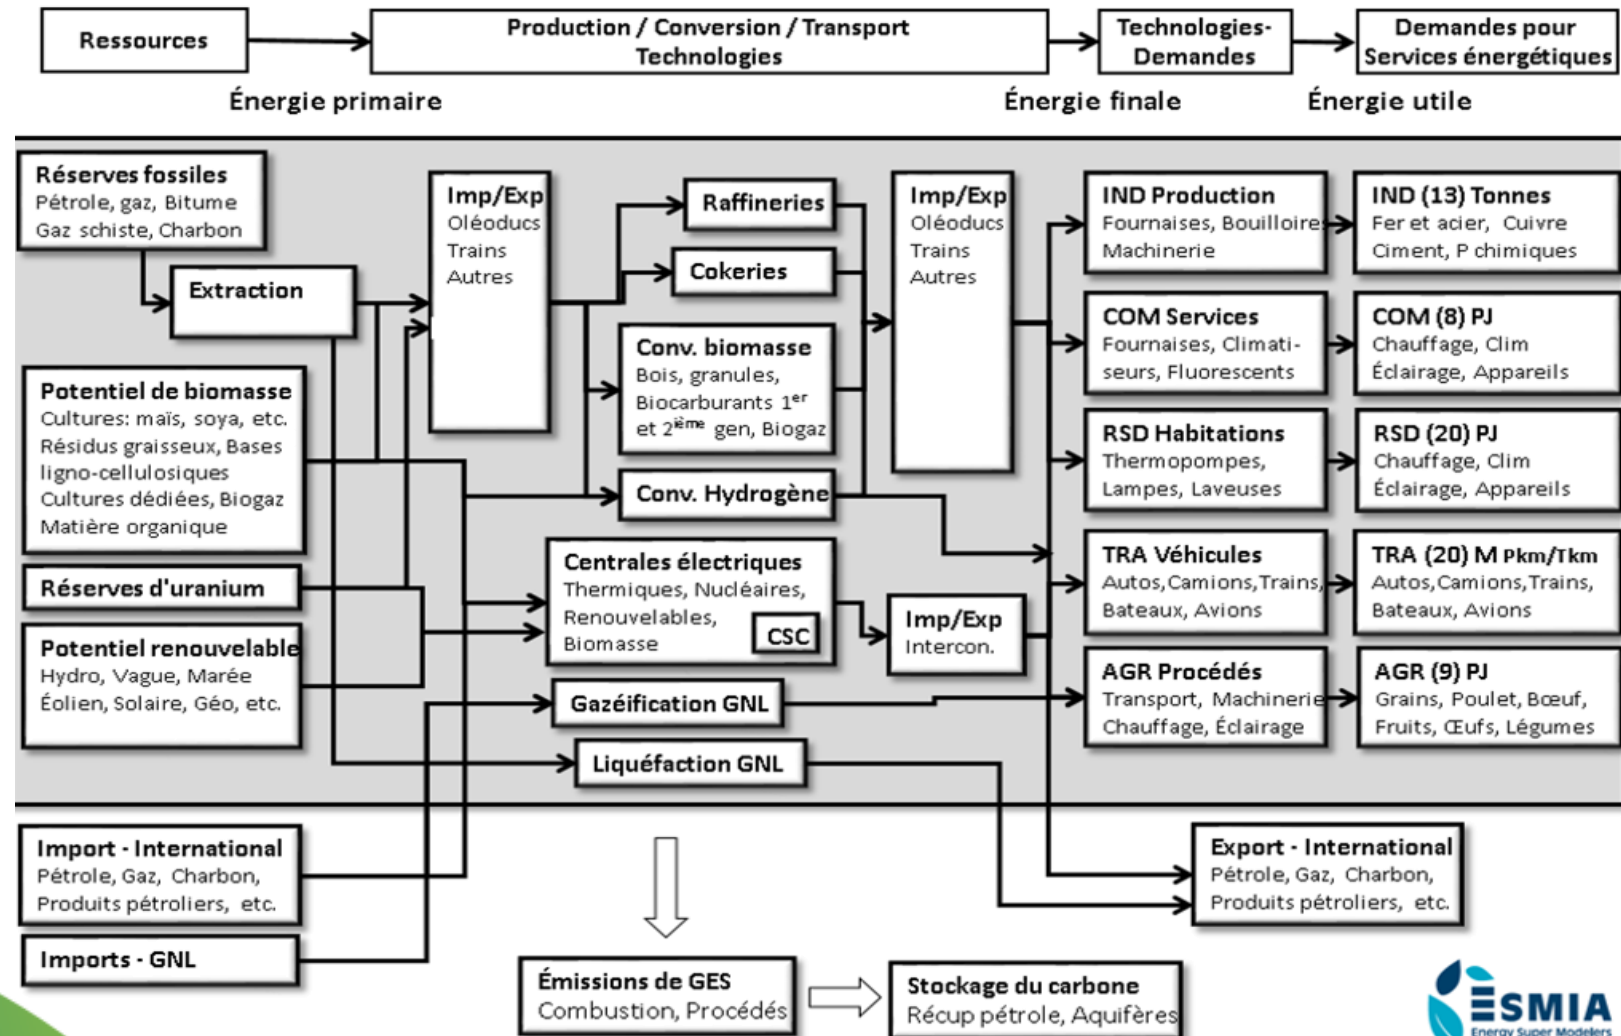 Ressources
Production / Conversion / Transport
Technologies
Technologies-
Demandes
Demandes pour
Services énergétiques
Énergie primaire
Énergie finale
Énergie utile
Réserves fossiles
Pétrole, gaz, Bitume
Gaz schiste, Charbon
Extraction
Potentiel de biomasse
Cultures: maïs, soya, etc.
Résidus graisseux, Bases
ligno-cellulosiques
Cultures dédiées, Biogaz
Matière organique
Réserves d'uranium
Potentiel renouvelable
Hydro, Vague, Marée
Éolien, Solaire, Géo, etc.
Imp/Exp
Oléoducs
Trains
Autres
Raffineries
Cokeries
Conv. biomasse
Bois, granules,
Biocarburants 1er
et 2ième gen, Biogaz
Conv. Hydrogène
Centrales électriques
Thermiques, Nucléaires,
Renouvelables,
Biomasse
CSC
Gazéification GNL
Liquéfaction GNL
Imp/Exp
Oléoducs
Trains
Autres
Imp/Exp
Intercon.
IND Production
Fournaises, Bouilloire
Machinerie
COM Services
Fournaises, Climati-
seurs, Fluorescents
RSD Habitations
Thermopompes,
Lampes, Laveuses
TRA Véhicules
Autos,Camions,Trains,
Bateaux, Avions
AGR Procédés
Transport, Machinerie
Chauffage, Éclairage
IND (13) Tonnes
Fer et acier, Cuivre
Ciment, P chimiques
COM (8) PJ
Chauffage, Clim
Éclairage, Appareils
RSD (20) PJ
Chauffage, Clim
Éclairage, Appareils
TRA (20) M Pkm/Tkm
Autos,Camions,Trains,
Bateaux, Avions
AGR (9) PJ
Grains, Poulet, Bœuf,
Fruits, Œufs, Légumes
Import - International
Pétrole, Gaz, Charbon,
Produits pétroliers, etc.
Imports - GNL
Export - International
Pétrole, Gaz, Charbon,
Produits pétroliers, etc.
Émissions de GES
Combustion, Procédés
Stockage du carbone
Récup pétrole, Aquifères
ESMIA
Energy Super Modelers